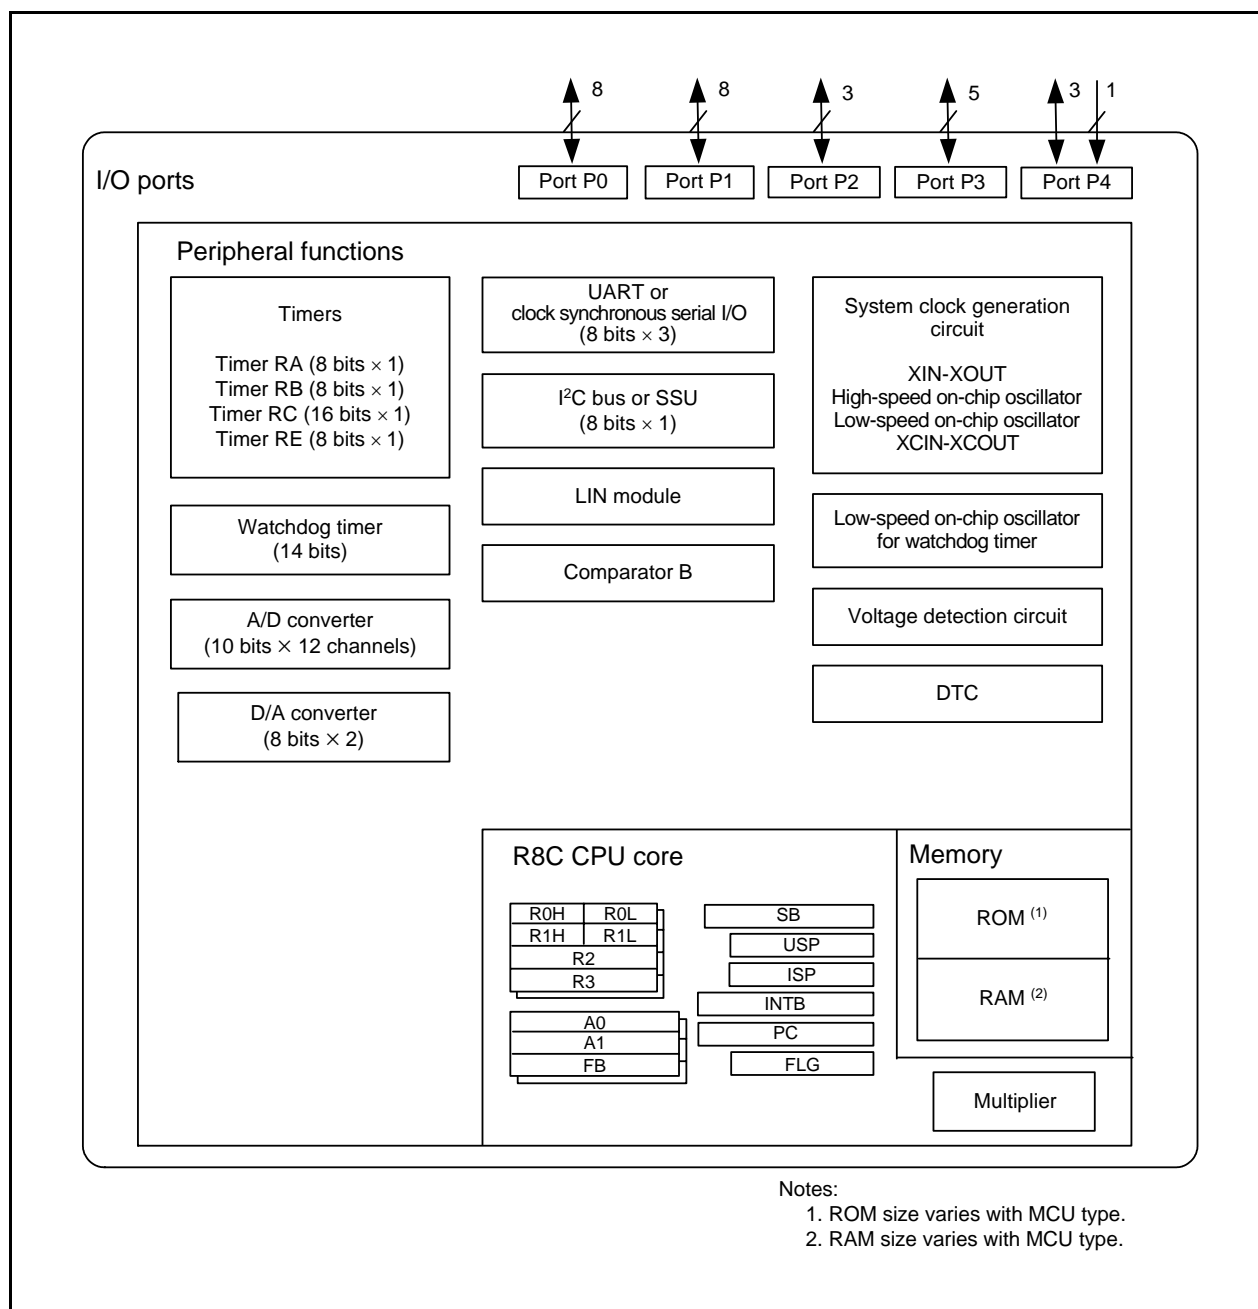 8
8
3
5
3
1
I/O ports
Port P0
Port P1
Port P2
Port P3
Port P4
Peripheral functions
Timers
Timer RA (8 bits × 1)
Timer RB (8 bits × 1)
Timer RC (16 bits × 1)
Timer RE (8 bits × 1)
Watchdog timer
(14 bits)
A/D converter
(10 bits × 12 channels)
D/A converter
(8 bits × 2)
UART or
clock synchronous serial I/O
(8 bits × 3)
I²C bus or SSU
(8 bits × 1)
LIN module
Comparator B
System clock generation
circuit
XIN-XOUT
High-speed on-chip oscillator
Low-speed on-chip oscillator
XCIN-XCOUT
Low-speed on-chip oscillator
for watchdog timer
Voltage detection circuit
DTC
R8C CPU core
R0H
R0L
R1H
R1L
R2
R3
A0
A1
FB
SB
USP
ISP
INTB
PC
FLG
Memory
ROM (1)
RAM (2)
Multiplier
Notes:
1. ROM size varies with MCU type.
2. RAM size varies with MCU type.